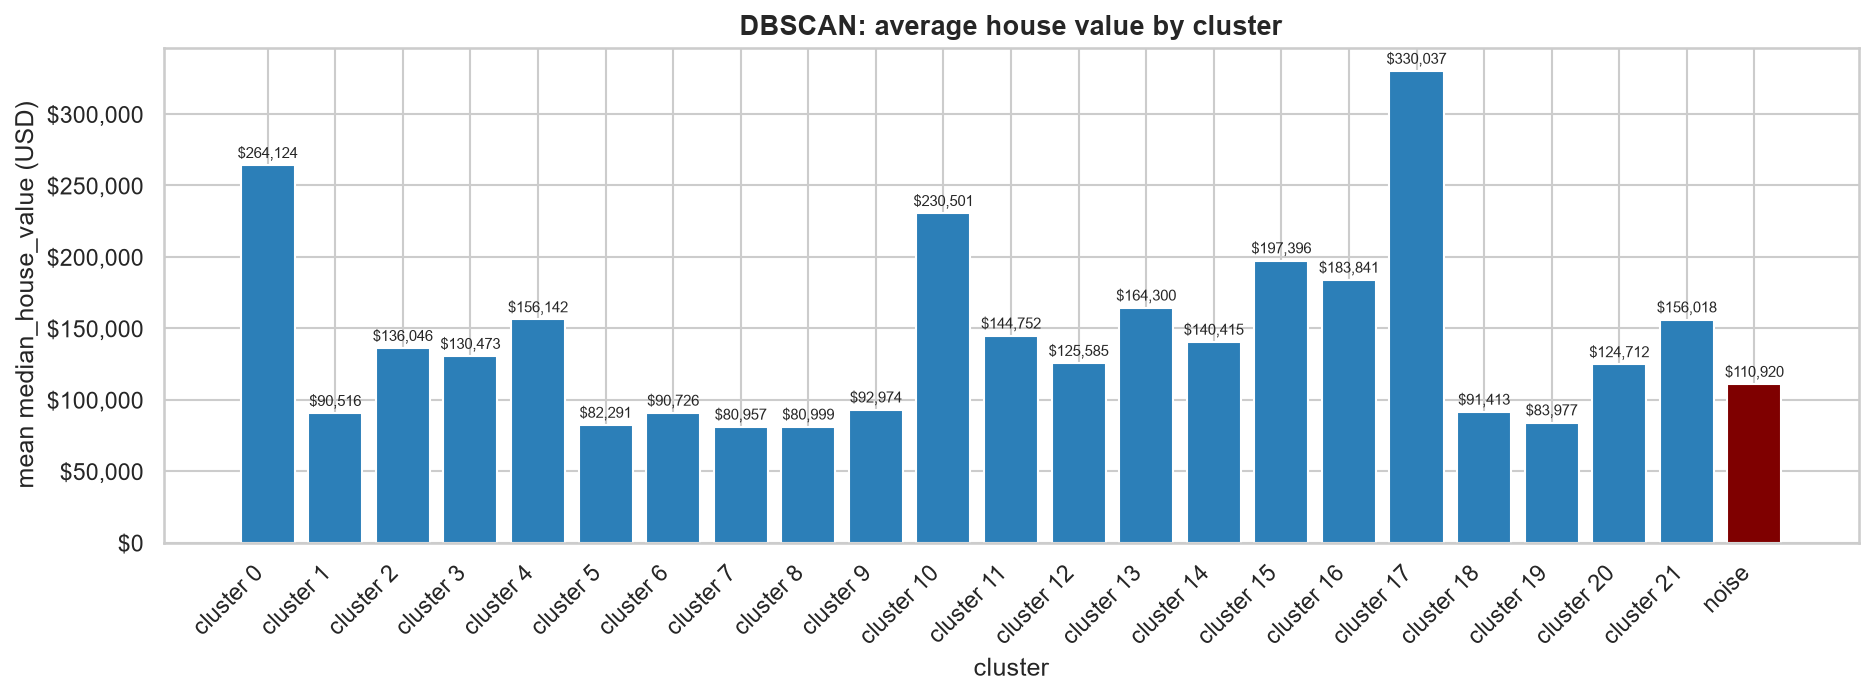 DBSCAN: average house value by cluster
mean median_house_value (USD)
$300,000
$250,000
$200,000
$150,000
$100,000
$50,000
$0
$264,124
$90,516
$136,046
$130,473
$156,142
$82,291
$90,726
$80,957
$80,999
$92,974
$230,501
$144,752
$125,585
$164,300
$140,415
$197,396
$183,841
$330,037
$91,413
$83,977
$124,712
$156,018
$110,920
cluster 0
cluster 1
cluster 2
cluster 3
cluster 4
cluster 5
cluster 6
cluster 7
cluster 8
cluster 9
cluster 10
cluster 11
cluster 12
cluster 13
cluster 14
cluster 15
cluster 16
cluster 17
cluster 18
cluster 19
cluster 20
cluster 21
noise
cluster